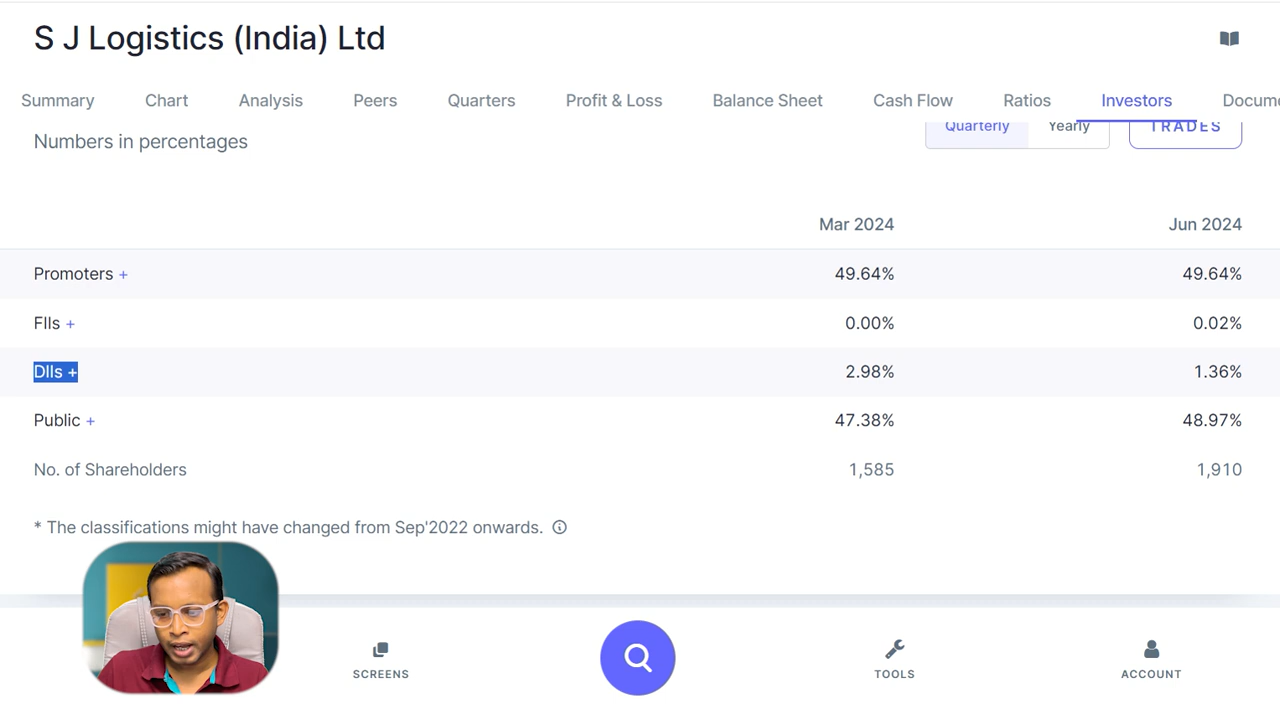 S J Logistics (India) Ltd
Summary Chart Analysis Peers Quarters Profit & Loss Balance Sheet Cash Flow Ratios Investors Docume
Numbers in percentages
Quarterly Yearly TRADES
Mar 2024 Jun 2024
Promoters + 49.64% 49.64%
FIIs + 0.00% 0.02%
DIIs + 2.98% 1.36%
Public + 47.38% 48.97%
No. of Shareholders 1,585 1,910
* The classifications might have changed from Sep'2022 onwards.
SCREENS TOOLS ACCOUNT